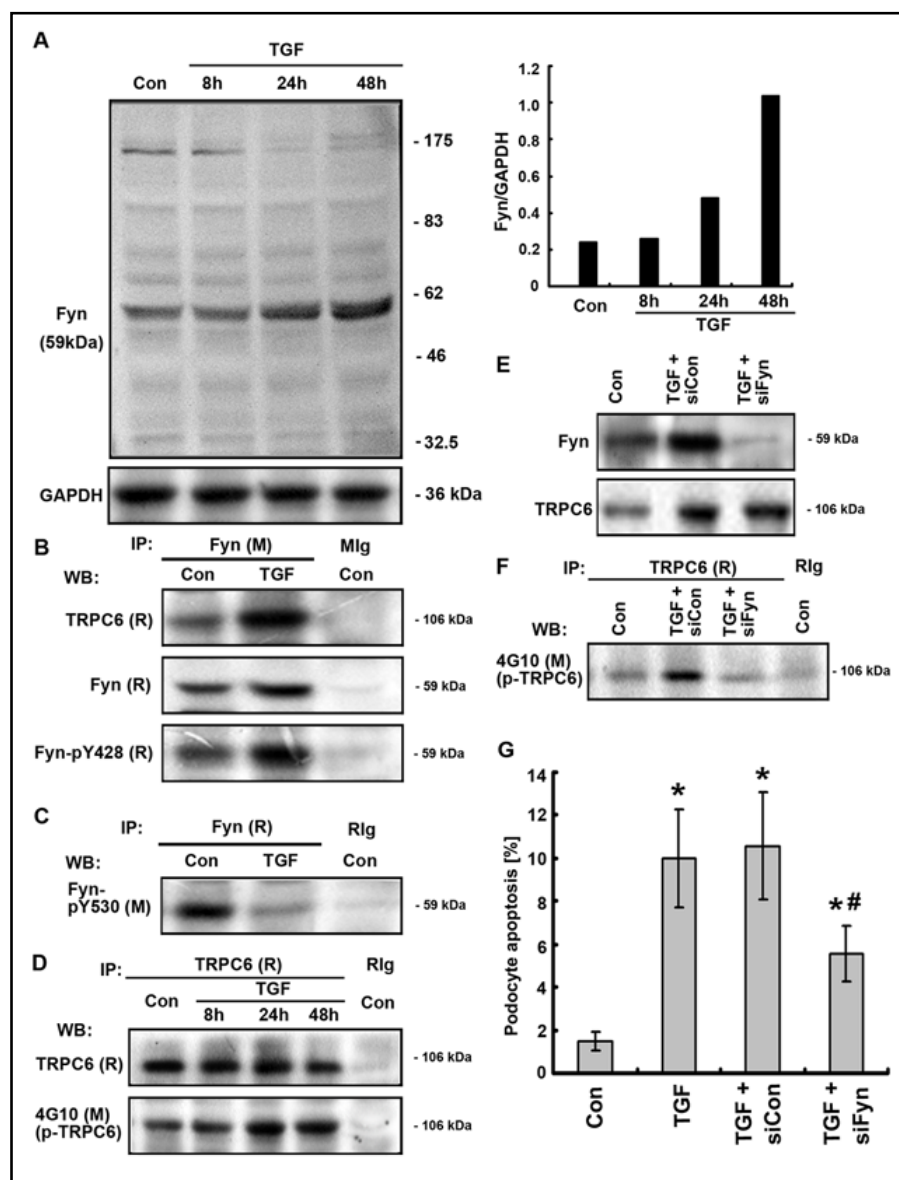 A
TGF
Con 8h 24h 48h
- 175
- 83
- 62
Fyn
(59kDa)
- 46
- 32.5
GAPDH - 36 kDa
Fyn/GAPDH
1.2
1.0
0.8
0.6
0.4
0.2
0
Con 8h 24h 48h
TGF
B
IP: Fyn (M) MIg
WB: Con TGF Con
TRPC6 (R) - 106 kDa
Fyn (R) - 59 kDa
Fyn-pY428 (R) - 59 kDa
C
IP: Fyn (R) RIg
WB: Con TGF Con
Fyn-
pY530 (M) - 59 kDa
D
IP: TRPC6 (R) RIg
Con TGF Con
8h 24h 48h
WB:
TRPC6 (R) - 106 kDa
4G10 (M)
(p-TRPC6) - 106 kDa
E
Con TGF + siCon TGF + siFyn
Fyn - 59 kDa
TRPC6 - 106 kDa
F
IP: TRPC6 (R) RIg
WB: Con TGF + siCon TGF + siFyn Con
4G10 (M)
(p-TRPC6) - 106 kDa
G
Podocyte apoptosis [%]
14
12
10
8
6
4
2
0
* * *#
Con TGF TGF + siCon TGF + siFyn